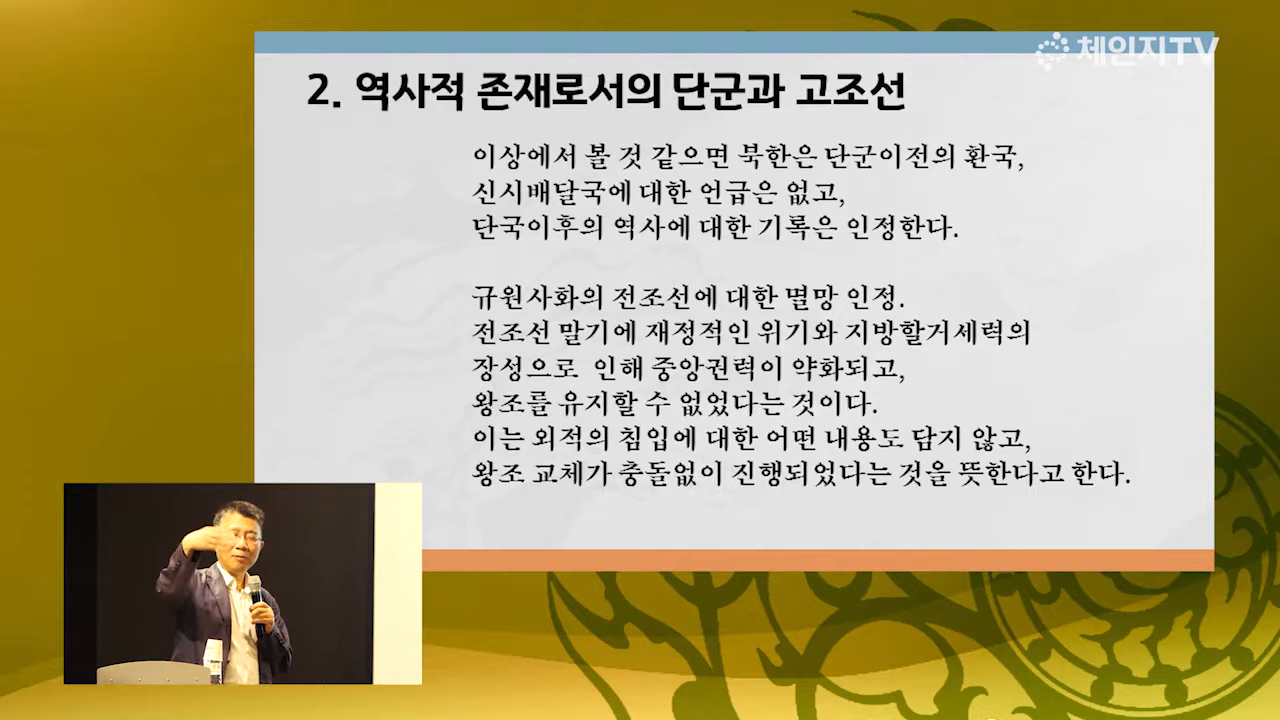 체인지TV
2. 역사적 존재로서의 단군과 고조선
이상에서 볼 것 같으면 북한은 단군이전의 환국,
신시배달국에 대한 언급은 없고,
단국이후의 역사에 대한 기록은 인정한다.
규원사화의 전조선에 대한 멸망 인정.
전조선 말기에 재정적인 위기와 지방할거세력의
장성으로 인해 중앙권력이 약화되고,
왕조를 유지할 수 없었다는 것이다.
이는 외적의 침입에 대한 어떤 내용도 담지 않고,
왕조 교체가 충돌없이 진행되었다는 것을 뜻한다고 한다.